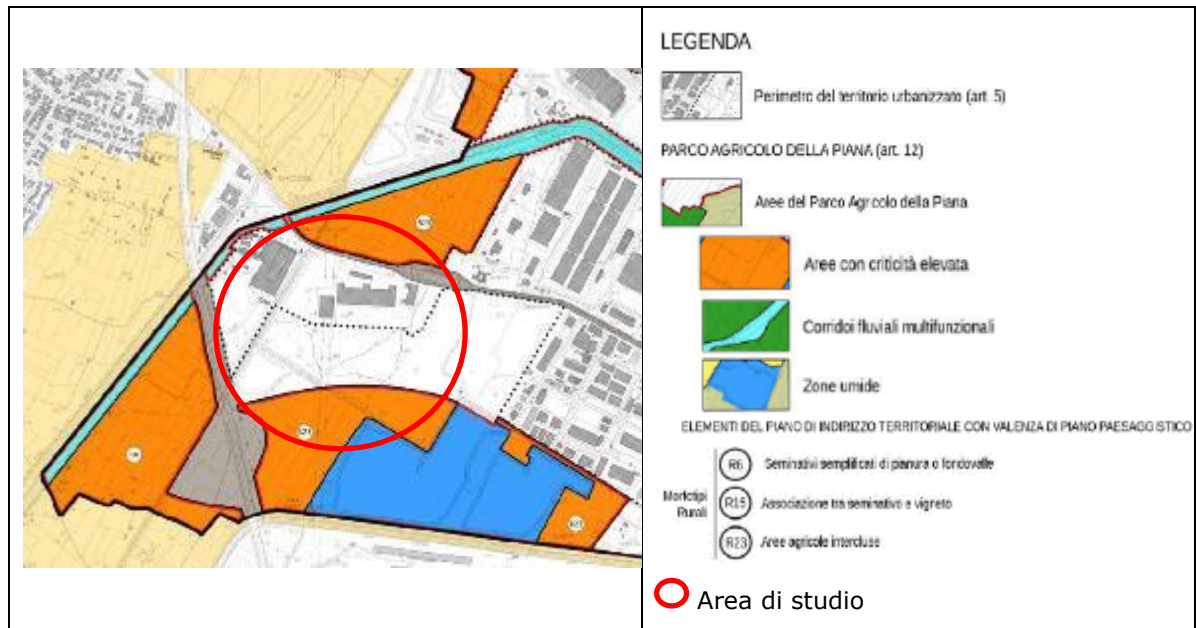 LEGENDA
Perimetro del territorio urbanizzato (art. 5)
PARCO AGRICOLO DELLA PIANA (art. 12)
Aree del Parco Agricolo della Piana
Aree con criticità elevata
Corridoi fluviali multifunzionali
Zone umide
ELEMENTI DEL PIANO DI INDIRIZZO TERRITORIALE CON VALENZA DI PIANO PAESAGGISTICO
Morfotipi
Rurali
R6 Seminativi semplificati di pianura o fondovalle
R15 Associazione tra seminativo e vigneto
R23 Aree agricole intercluse
Area di studio